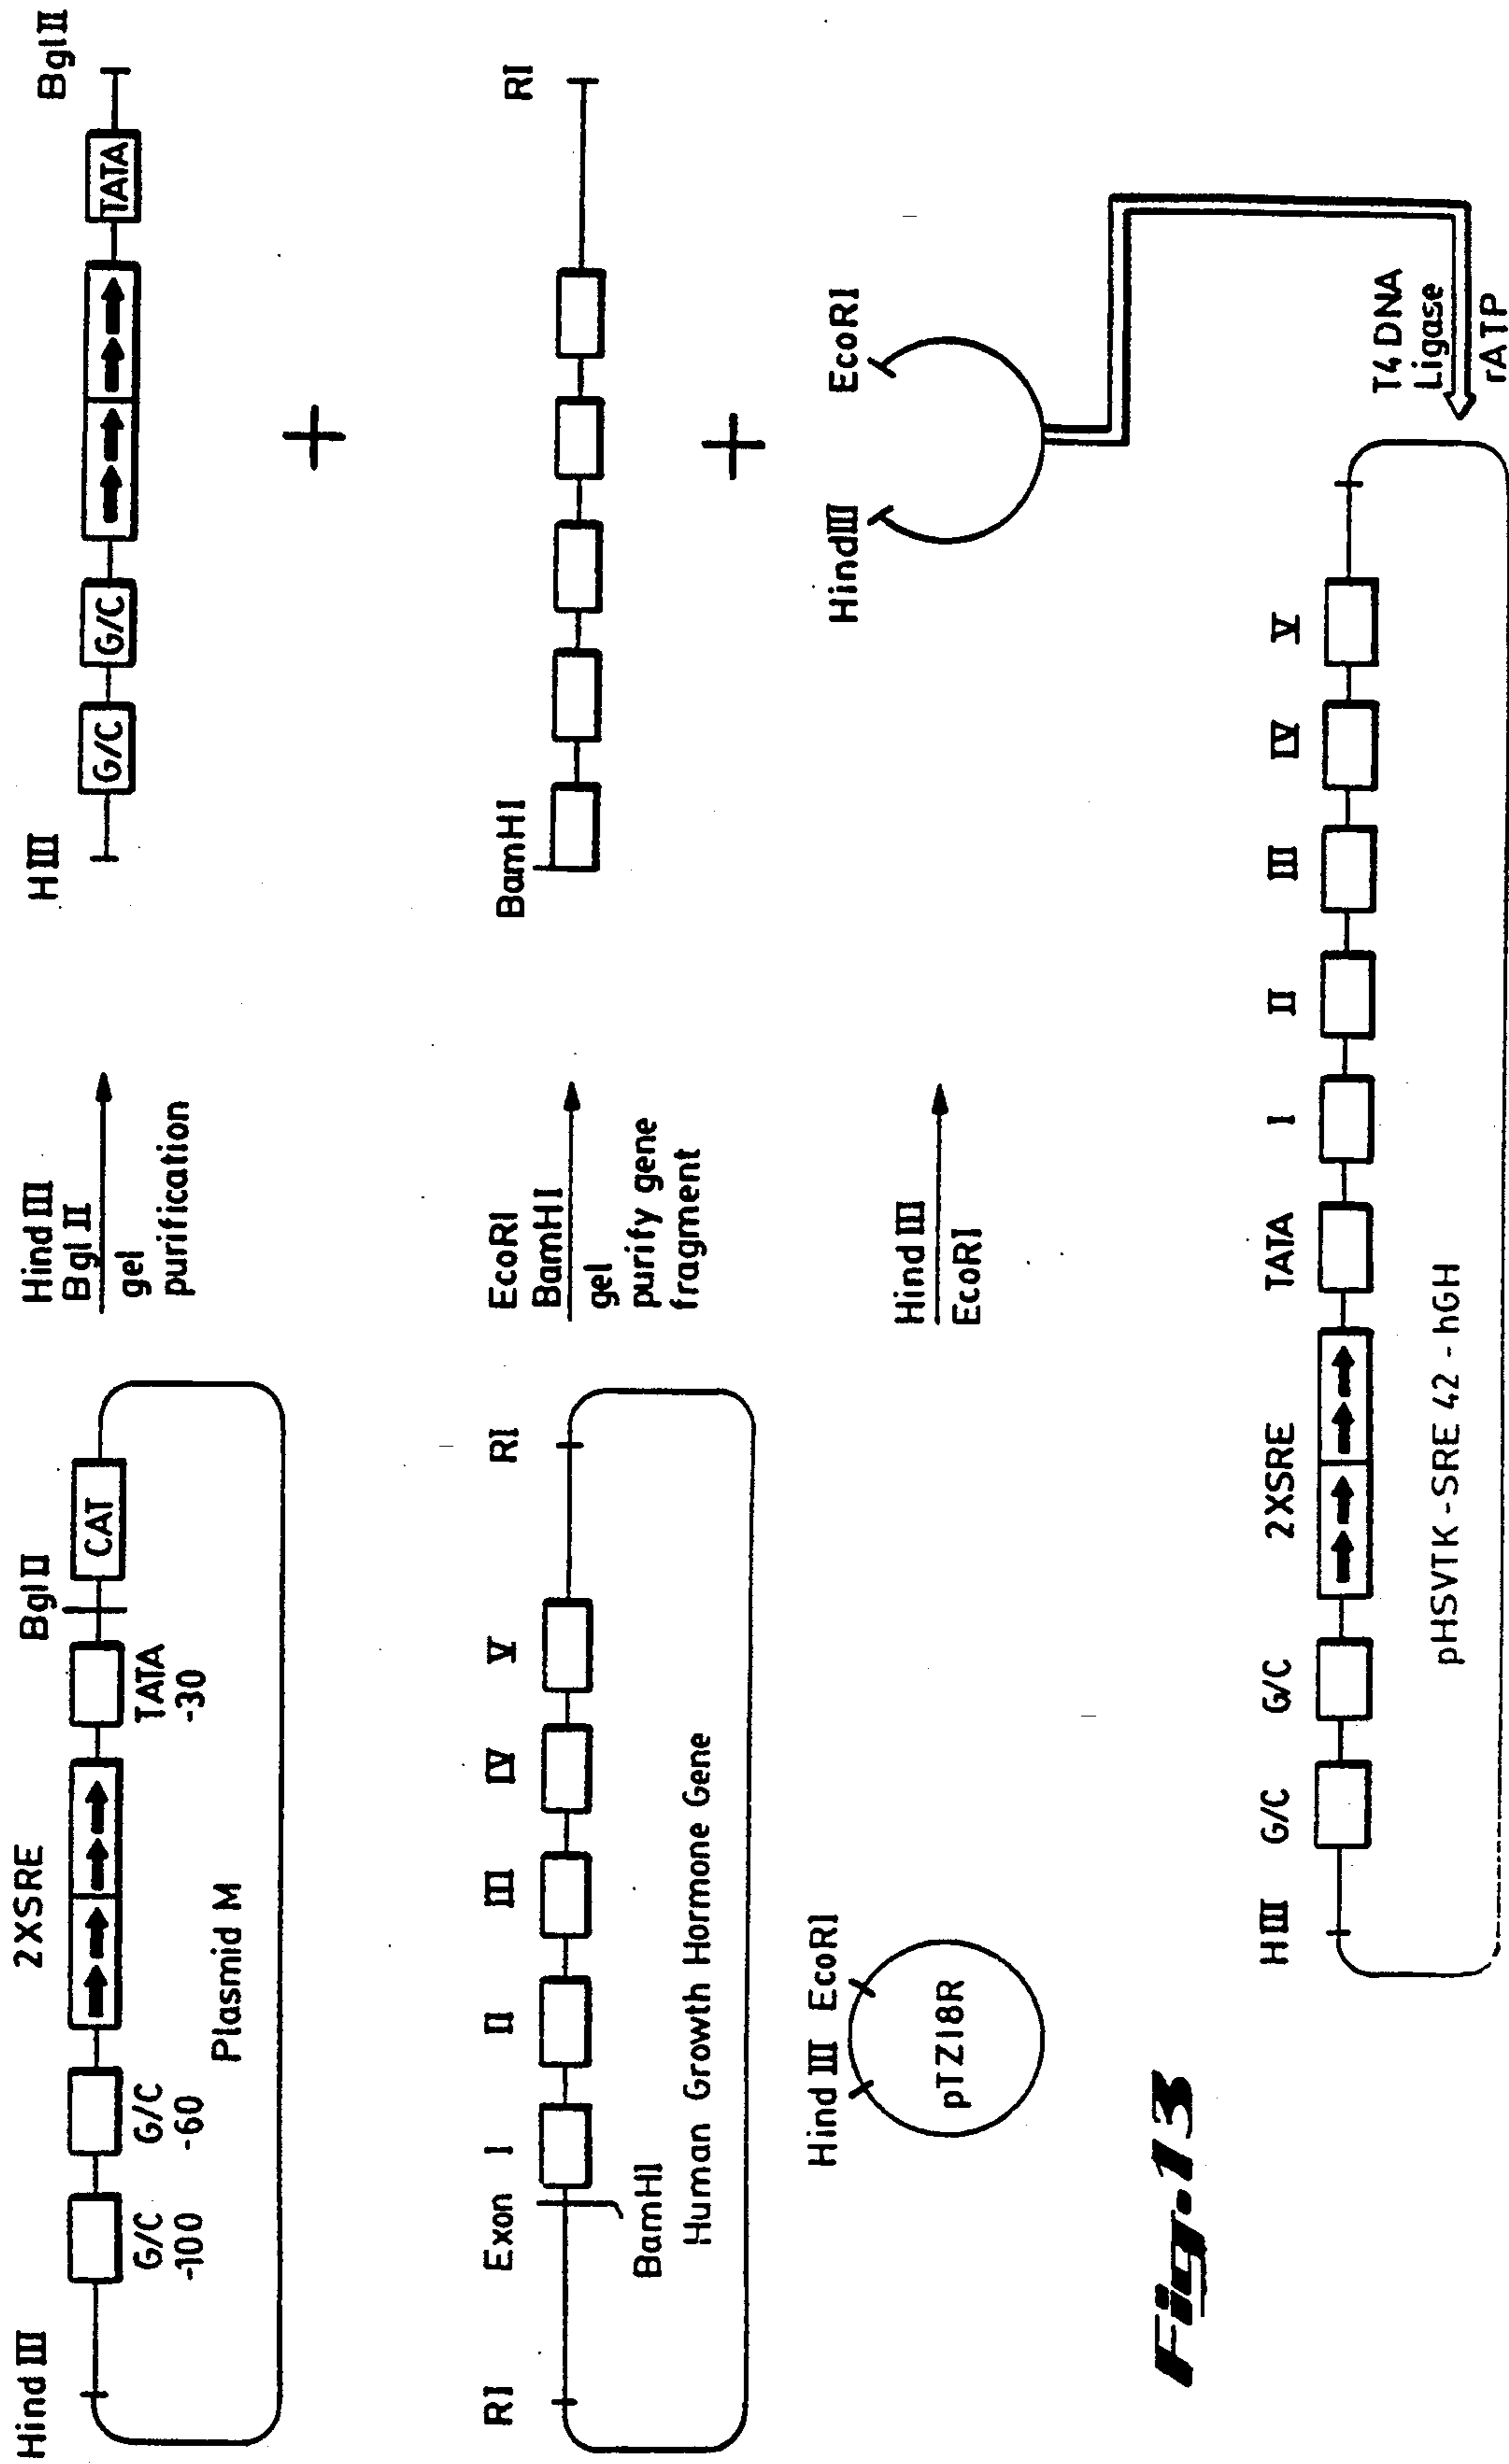 Hind III
2XSRE
Bgl II
CAT
G/C
-100
G/C
-60
TATA
-30
Plasmid M
Hind III
Bgl II
gel
purification
H III
Bgl II
G/C
G/C
TATA
+
RI
Exon
I
II
III
IV
V
RI
BamHI
Human Growth Hormone Gene
EcoRI
BamHI
gel
purify gene
fragment
BamHI
RI
+
Hind III
EcoRI
pTZ18R
Hind III
EcoRI
Hind III
EcoRI
T4 DNA
Ligase
rATP
H III
G/C
G/C
2XSRE
TATA
I
II
III
IV
V
pHSVTK-SRE 42-hGH
Fig.13